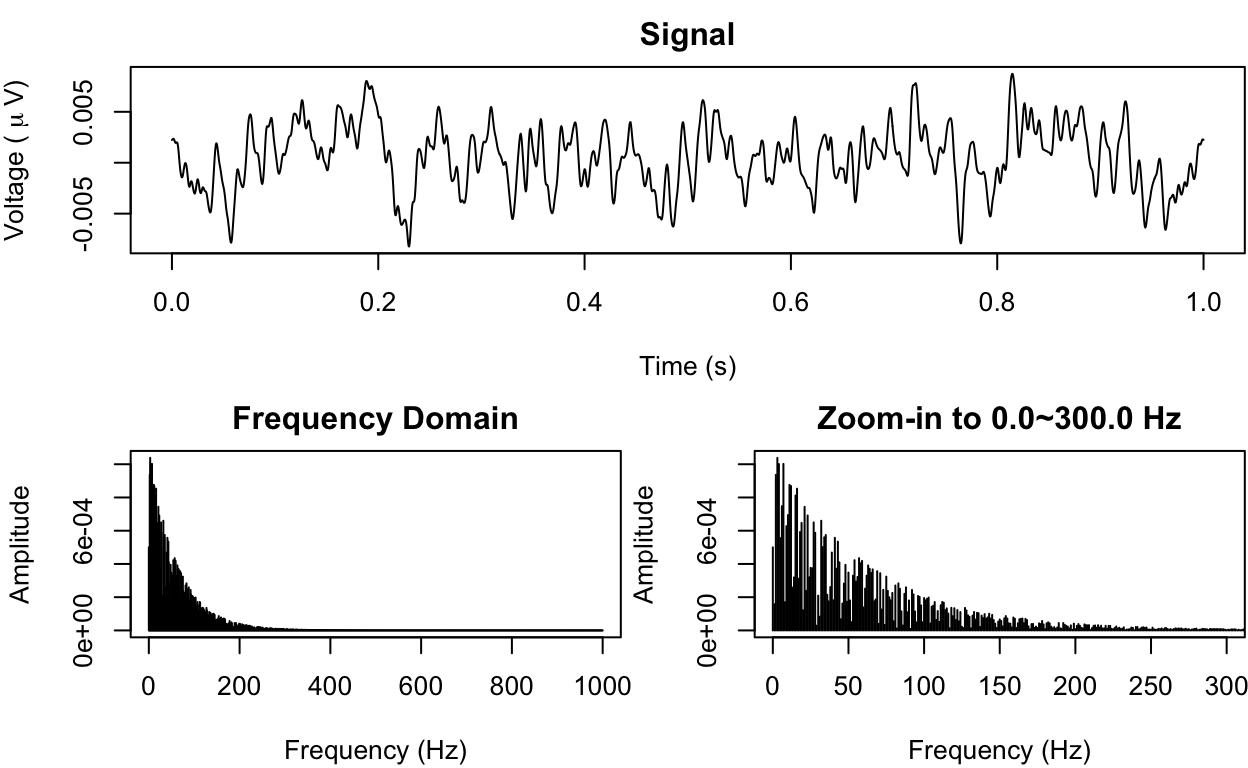 Signal
Voltage ( μ V)
0.005
-0.005
0.0 0.2 0.4 0.6 0.8 1.0
Time (s)
Frequency Domain
Amplitude
6e-04
0e+00
0 200 400 600 800 1000
Frequency (Hz)
Zoom-in to 0.0~300.0 Hz
Amplitude
6e-04
0e+00
0 50 100 150 200 250 300
Frequency (Hz)